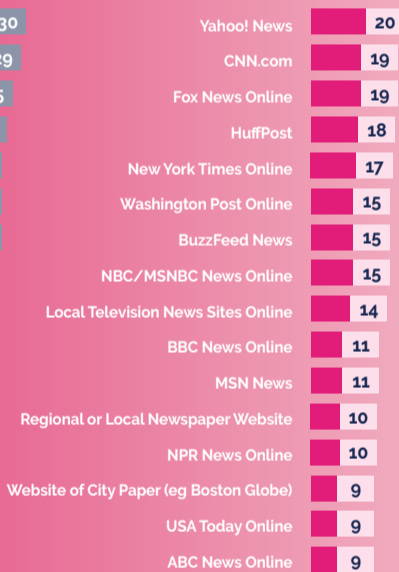 30
Yahoo! News 20
29
CNN.com 19
Fox News Online 19
HuffPost 18
New York Times Online 17
Washington Post Online 15
BuzzFeed News 15
NBC/MSNBC News Online 15
Local Television News Sites Online 14
BBC News Online 11
MSN News 11
Regional or Local Newspaper Website 10
NPR News Online 10
Website of City Paper (eg Boston Globe) 9
USA Today Online 9
ABC News Online 9